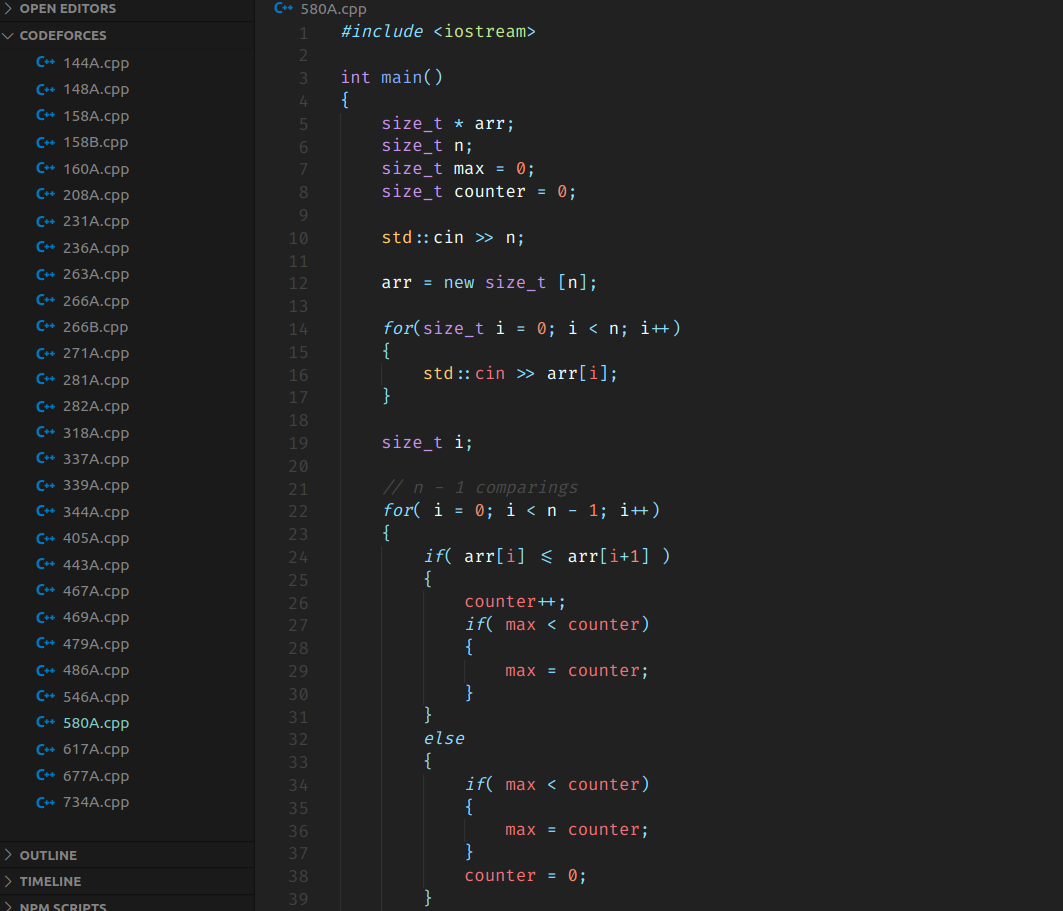 OPEN EDITORS
CODEFORCES
C++ 144A.cpp
C++ 148A.cpp
C++ 158A.cpp
C++ 158B.cpp
C++ 160A.cpp
C++ 208A.cpp
C++ 231A.cpp
C++ 236A.cpp
C++ 263A.cpp
C++ 266A.cpp
C++ 266B.cpp
C++ 271A.cpp
C++ 281A.cpp
C++ 282A.cpp
C++ 318A.cpp
C++ 337A.cpp
C++ 339A.cpp
C++ 344A.cpp
C++ 405A.cpp
C++ 443A.cpp
C++ 467A.cpp
C++ 469A.cpp
C++ 479A.cpp
C++ 486A.cpp
C++ 546A.cpp
C++ 580A.cpp
C++ 617A.cpp
C++ 677A.cpp
C++ 734A.cpp
OUTLINE
TIMELINE
NPM SCRIPTS
C++ 580A.cpp
1 #include <iostream>
2
3 int main()
4 {
5 size_t * arr;
6 size_t n;
7 size_t max = 0;
8 size_t counter = 0;
9
10 std::cin >> n;
11
12 arr = new size_t [n];
13
14 for(size_t i = 0; i < n; i++)
15 {
16 std::cin >> arr[i];
17 }
18
19 size_t i;
20
21 // n - 1 comparings
22 for( i = 0; i < n - 1; i++)
23 {
24 if( arr[i] <= arr[i+1] )
25 {
26 counter++;
27 if( max < counter)
28 {
29 max = counter;
30 }
31 }
32 else
33 {
34 if( max < counter)
35 {
36 max = counter;
37 }
38 counter = 0;
39 }